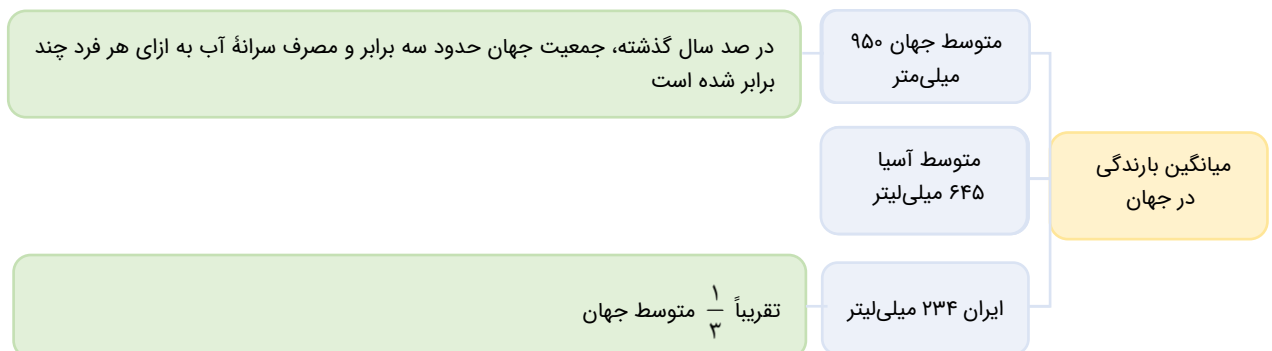 میانگین بارندگی
در جهان
متوسط جهان ۹۵۰
میلی‌متر
در صد سال گذشته، جمعیت جهان حدود سه برابر و مصرف سرانهٔ آب به ازای هر فرد چند
برابر شده است
متوسط آسیا
۶۴۵ میلی‌لیتر
ایران ۲۳۴ میلی‌لیتر
تقریباً ۱/۳ متوسط جهان